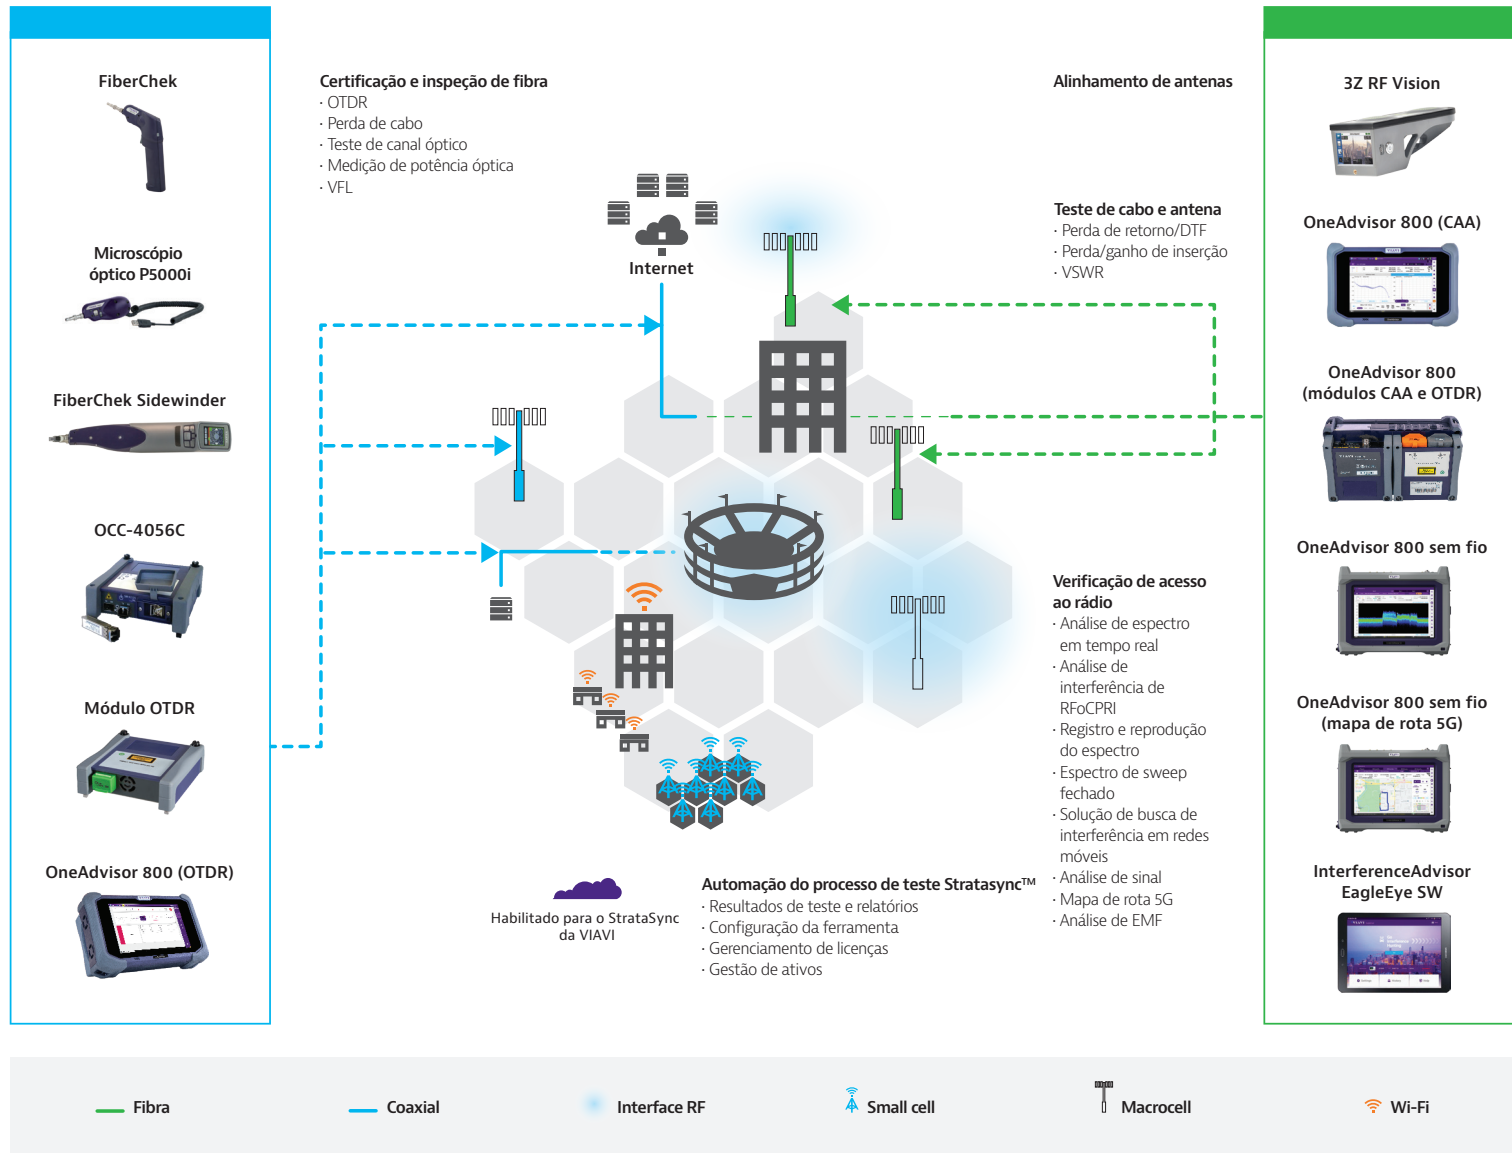 FiberChek
Microscópio
óptico P5000i
FiberChek Sidewinder
OCC-4056C
Módulo OTDR
OneAdvisor 800 (OTDR)
Certificação e inspeção de fibra
· OTDR
· Perda de cabo
· Teste de canal óptico
· Medição de potência óptica
· VFL
Internet
Alinhamento de antenas
Teste de cabo e antena
· Perda de retorno/DTF
· Perda/ganho de inserção
· VSWR
Verificação de acesso
ao rádio
· Análise de espectro
em tempo real
· Análise de
interferência de
RFoCPRI
· Registro e reprodução
do espectro
· Espectro de sweep
fechado
· Solução de busca de
interferência em redes
móveis
· Análise de sinal
· Mapa de rota 5G
· Análise de EMF
Habilitado para o StrataSync
da VIAVI
Automação do processo de teste Stratasync™
· Resultados de teste e relatórios
· Configuração da ferramenta
· Gerenciamento de licenças
· Gestão de ativos
3Z RF Vision
OneAdvisor 800 (CAA)
OneAdvisor 800
(módulos CAA e OTDR)
OneAdvisor 800 sem fio
OneAdvisor 800 sem fio
(mapa de rota 5G)
InterferenceAdvisor
EagleEye SW
Fibra
Coaxial
Interface RF
Small cell
Macrocell
Wi-Fi